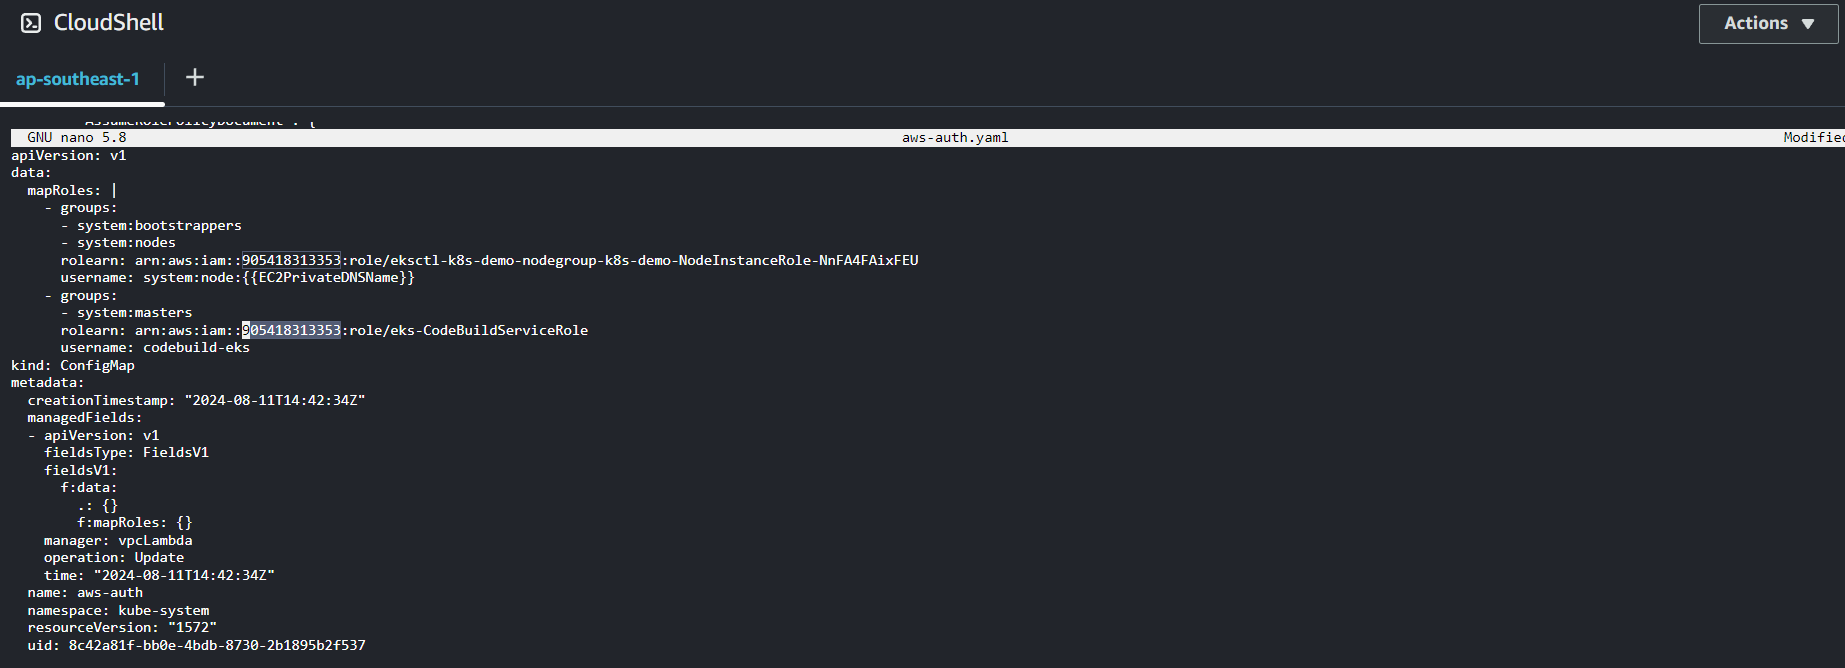 CloudShell
Actions ▼
ap-southeast-1 +
AssumeRolePolicyDocument : {
GNU nano 5.8 aws-auth.yaml Modified
apiVersion: v1
data:
  mapRoles: |
    - groups:
      - system:bootstrappers
      - system:nodes
      rolearn: arn:aws:iam::905418313353:role/eksctl-k8s-demo-nodegroup-k8s-demo-NodeInstanceRole-NnFA4FAixFEU
      username: system:node:{{EC2PrivateDNSName}}
    - groups:
      - system:masters
      rolearn: arn:aws:iam::905418313353:role/eks-CodeBuildServiceRole
      username: codebuild-eks
kind: ConfigMap
metadata:
  creationTimestamp: "2024-08-11T14:42:34Z"
  managedFields:
  - apiVersion: v1
    fieldsType: FieldsV1
    fieldsV1:
      f:data:
        .: {}
        f:mapRoles: {}
    manager: vpcLambda
    operation: Update
    time: "2024-08-11T14:42:34Z"
  name: aws-auth
  namespace: kube-system
  resourceVersion: "1572"
  uid: 8c42a81f-bb0e-4bdb-8730-2b1895b2f537